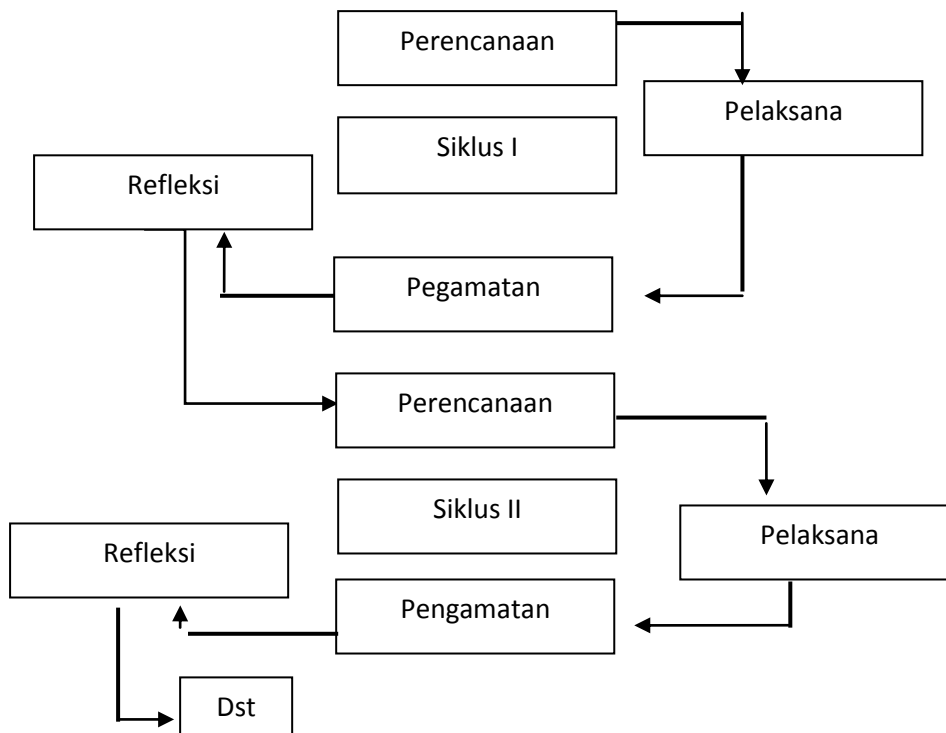 Perencanaan
Pelaksana
Siklus I
Refleksi
Pegamatan
Perencanaan
Siklus II
Pelaksana
Refleksi
Pengamatan
Dst